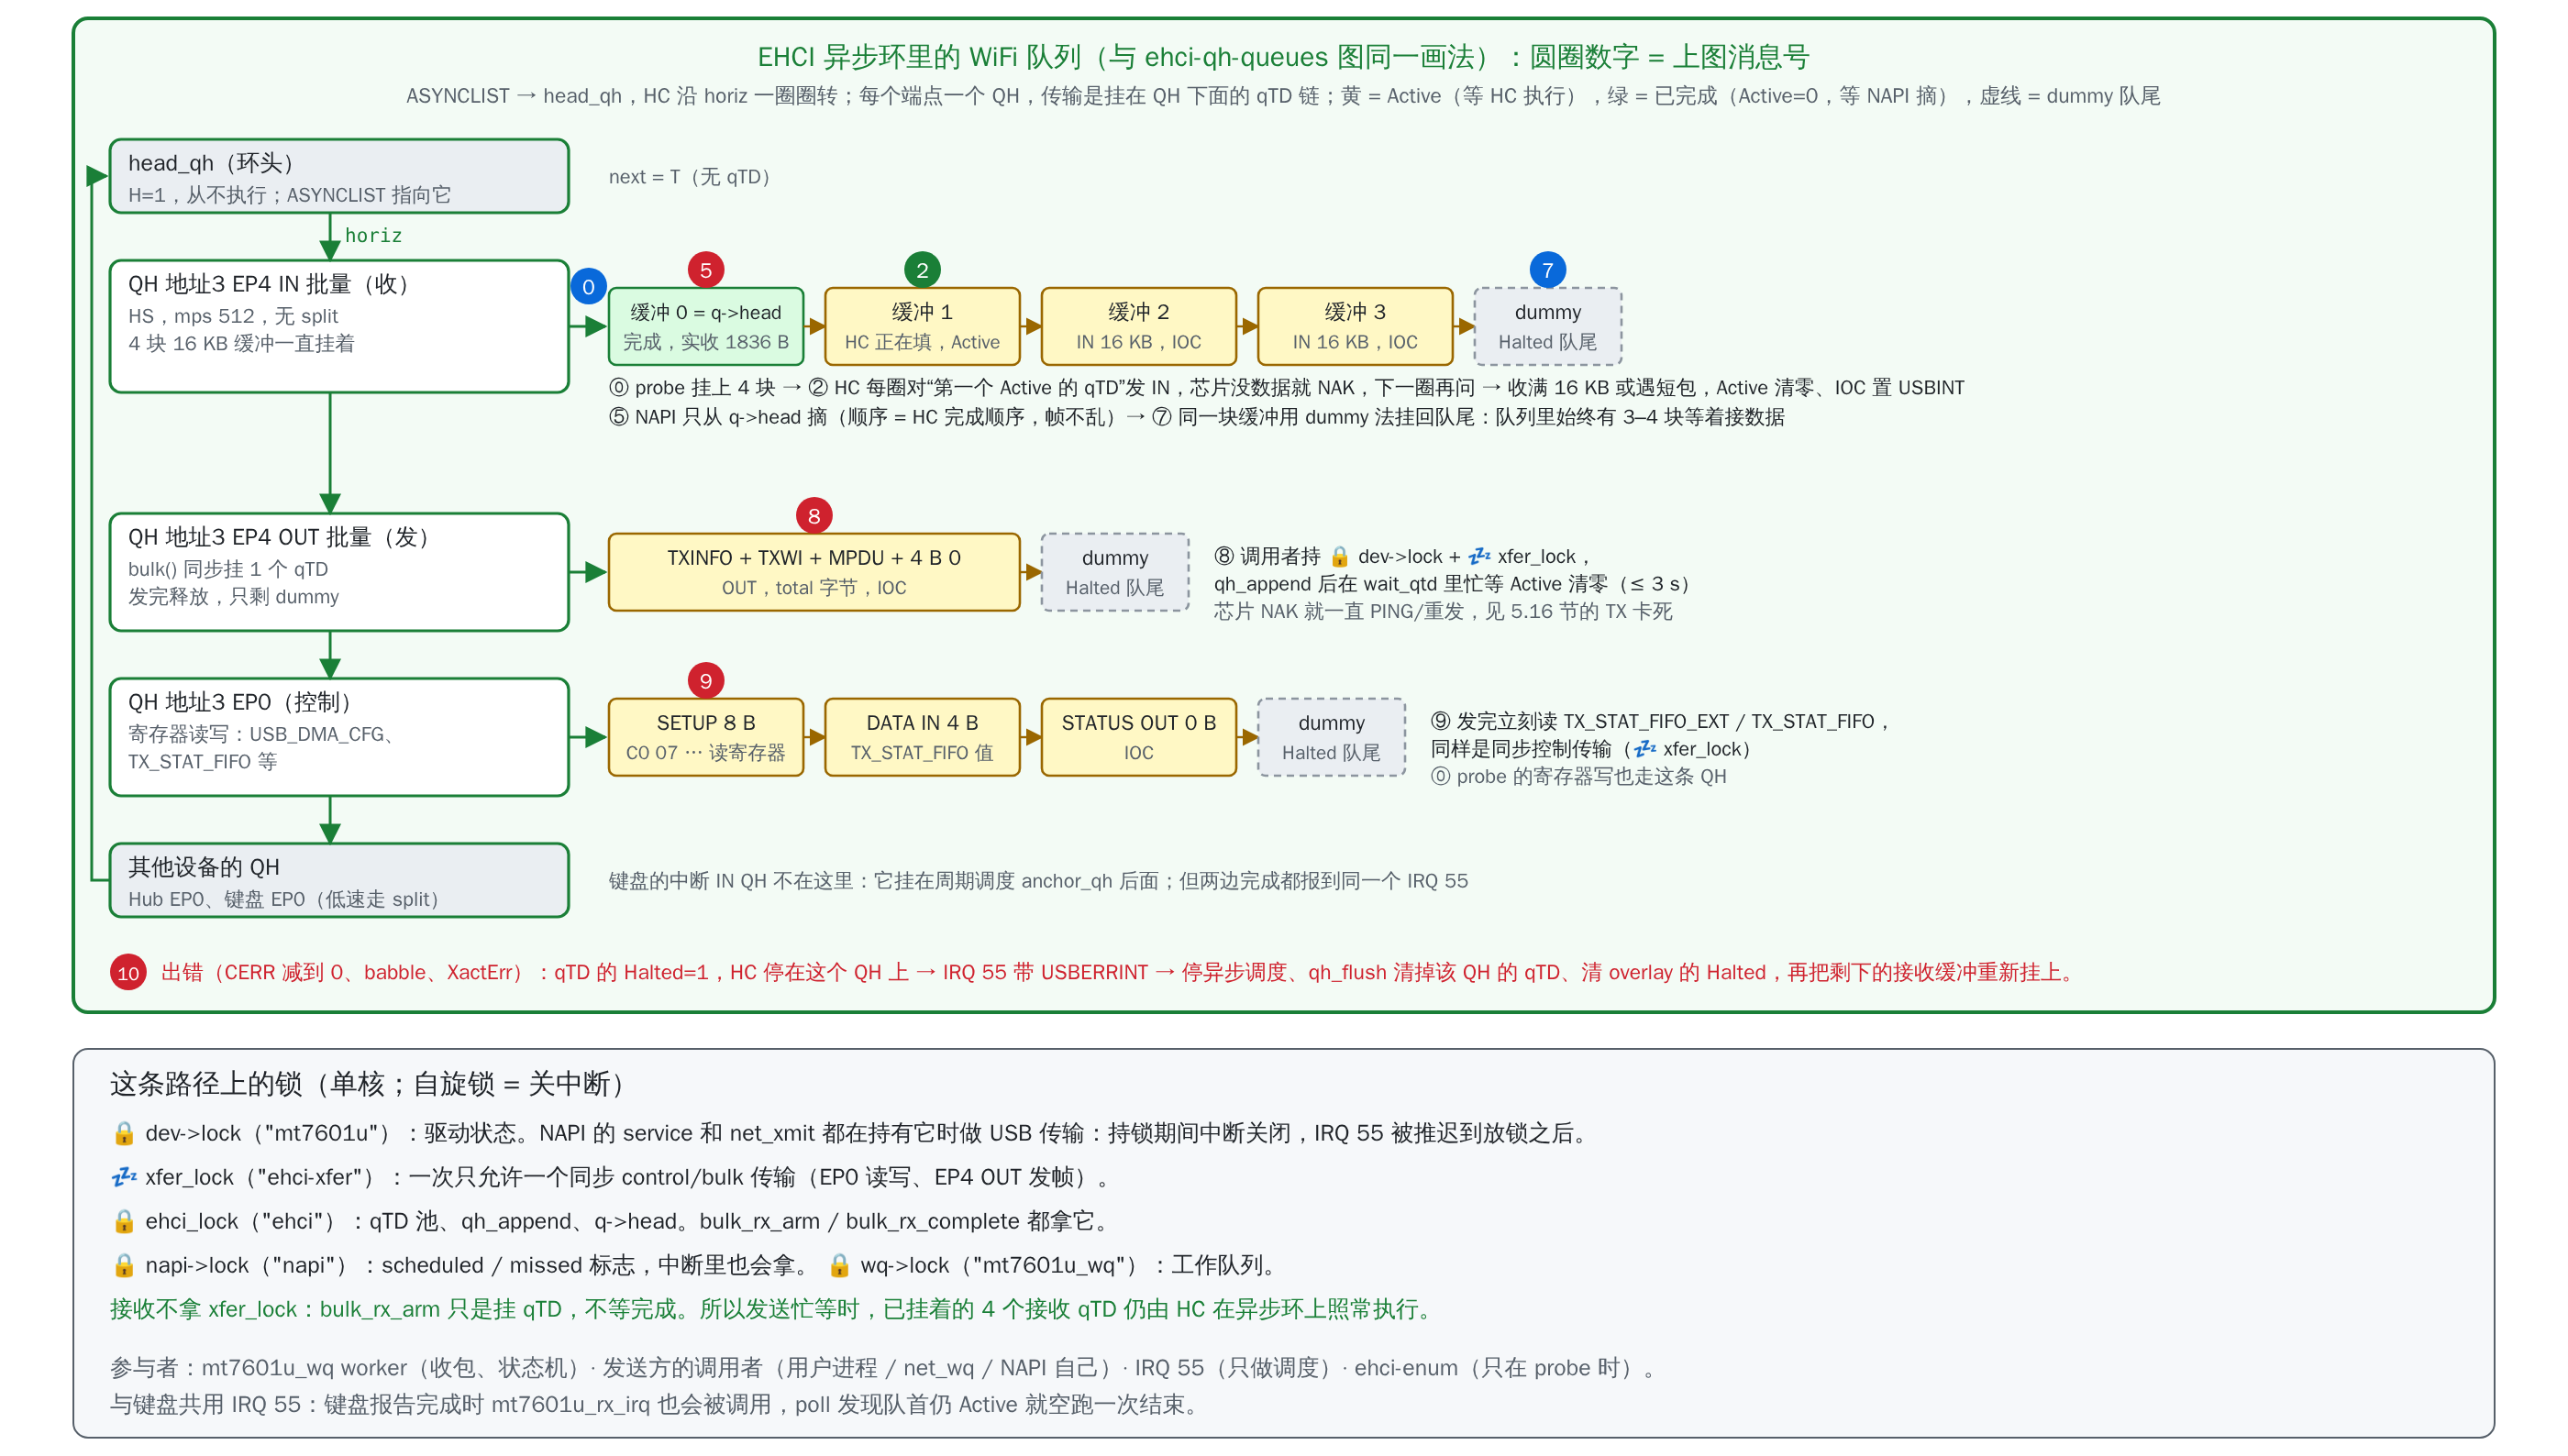 EHCI 异步环里的 WiFi 队列（与 ehci-qh-queues 图同一画法）：圆圈数字 = 上图消息号
ASYNCLIST → head_qh，HC 沿 horiz 一圈圈转；每个端点一个 QH，传输是挂在 QH 下面的 qTD 链；黄 = Active（等 HC 执行），绿 = 已完成（Active=0，等 NAPI 摘），虚线 = dummy 队尾
head_qh（环头）
H=1，从不执行；ASYNCLIST 指向它
next = T（无 qTD）
horiz
QH 地址3 EP4 IN 批量（收）
HS，mps 512，无 split
4 块 16 KB 缓冲一直挂着
0
5
缓冲 0 = q->head
完成，实收 1836 B
2
缓冲 1
HC 正在填，Active
缓冲 2
IN 16 KB，IOC
缓冲 3
IN 16 KB，IOC
7
dummy
Halted 队尾
⓪ probe 挂上 4 块 → ② HC 每圈对“第一个 Active 的 qTD”发 IN，芯片没数据就 NAK，下一圈再问 → 收满 16 KB 或遇短包，Active 清零、IOC 置 USBINT
⑤ NAPI 只从 q->head 摘（顺序 = HC 完成顺序，帧不乱）→ ⑦ 同一块缓冲用 dummy 法挂回队尾：队列里始终有 3–4 块等着接数据
QH 地址3 EP4 OUT 批量（发）
bulk() 同步挂 1 个 qTD
发完释放，只剩 dummy
8
TXINFO + TXWI + MPDU + 4 B 0
OUT，total 字节，IOC
dummy
Halted 队尾
⑧ 调用者持 🔒 dev->lock + 💤 xfer_lock，
qh_append 后在 wait_qtd 里忙等 Active 清零（≤ 3 s）
芯片 NAK 就一直 PING/重发，见 5.16 节的 TX 卡死
QH 地址3 EP0（控制）
寄存器读写：USB_DMA_CFG、
TX_STAT_FIFO 等
9
SETUP 8 B
C0 07 ⋯ 读寄存器
DATA IN 4 B
TX_STAT_FIFO 值
STATUS OUT 0 B
IOC
dummy
Halted 队尾
⑨ 发完立刻读 TX_STAT_FIFO_EXT / TX_STAT_FIFO，
同样是同步控制传输（💤 xfer_lock）
⓪ probe 的寄存器写也走这条 QH
其他设备的 QH
Hub EP0、键盘 EP0（低速走 split）
键盘的中断 IN QH 不在这里：它挂在周期调度 anchor_qh 后面；但两边完成都报到同一个 IRQ 55
10 出错（CERR 减到 0、babble、XactErr）：qTD 的 Halted=1，HC 停在这个 QH 上 → IRQ 55 带 USBERRINT → 停异步调度、qh_flush 清掉该 QH 的 qTD、清 overlay 的 Halted，再把剩下的接收缓冲重新挂上。
这条路径上的锁（单核；自旋锁 = 关中断）
🔒 dev->lock（"mt7601u"）：驱动状态。NAPI 的 service 和 net_xmit 都在持有它时做 USB 传输：持锁期间中断关闭，IRQ 55 被推迟到放锁之后。
💤 xfer_lock（"ehci-xfer"）：一次只允许一个同步 control/bulk 传输（EP0 读写、EP4 OUT 发帧）。
🔒 ehci_lock（"ehci"）：qTD 池、qh_append、q->head。bulk_rx_arm / bulk_rx_complete 都拿它。
🔒 napi->lock（"napi"）：scheduled / missed 标志，中断里也会拿。 🔒 wq->lock（"mt7601u_wq"）：工作队列。
接收不拿 xfer_lock：bulk_rx_arm 只是挂 qTD，不等完成。所以发送忙等时，已挂着的 4 个接收 qTD 仍由 HC 在异步环上照常执行。
参与者：mt7601u_wq worker（收包、状态机）· 发送方的调用者（用户进程 / net_wq / NAPI 自己）· IRQ 55（只做调度）· ehci-enum（只在 probe 时）。
与键盘共用 IRQ 55：键盘报告完成时 mt7601u_rx_irq 也会被调用，poll 发现队首仍 Active 就空跑一次结束。